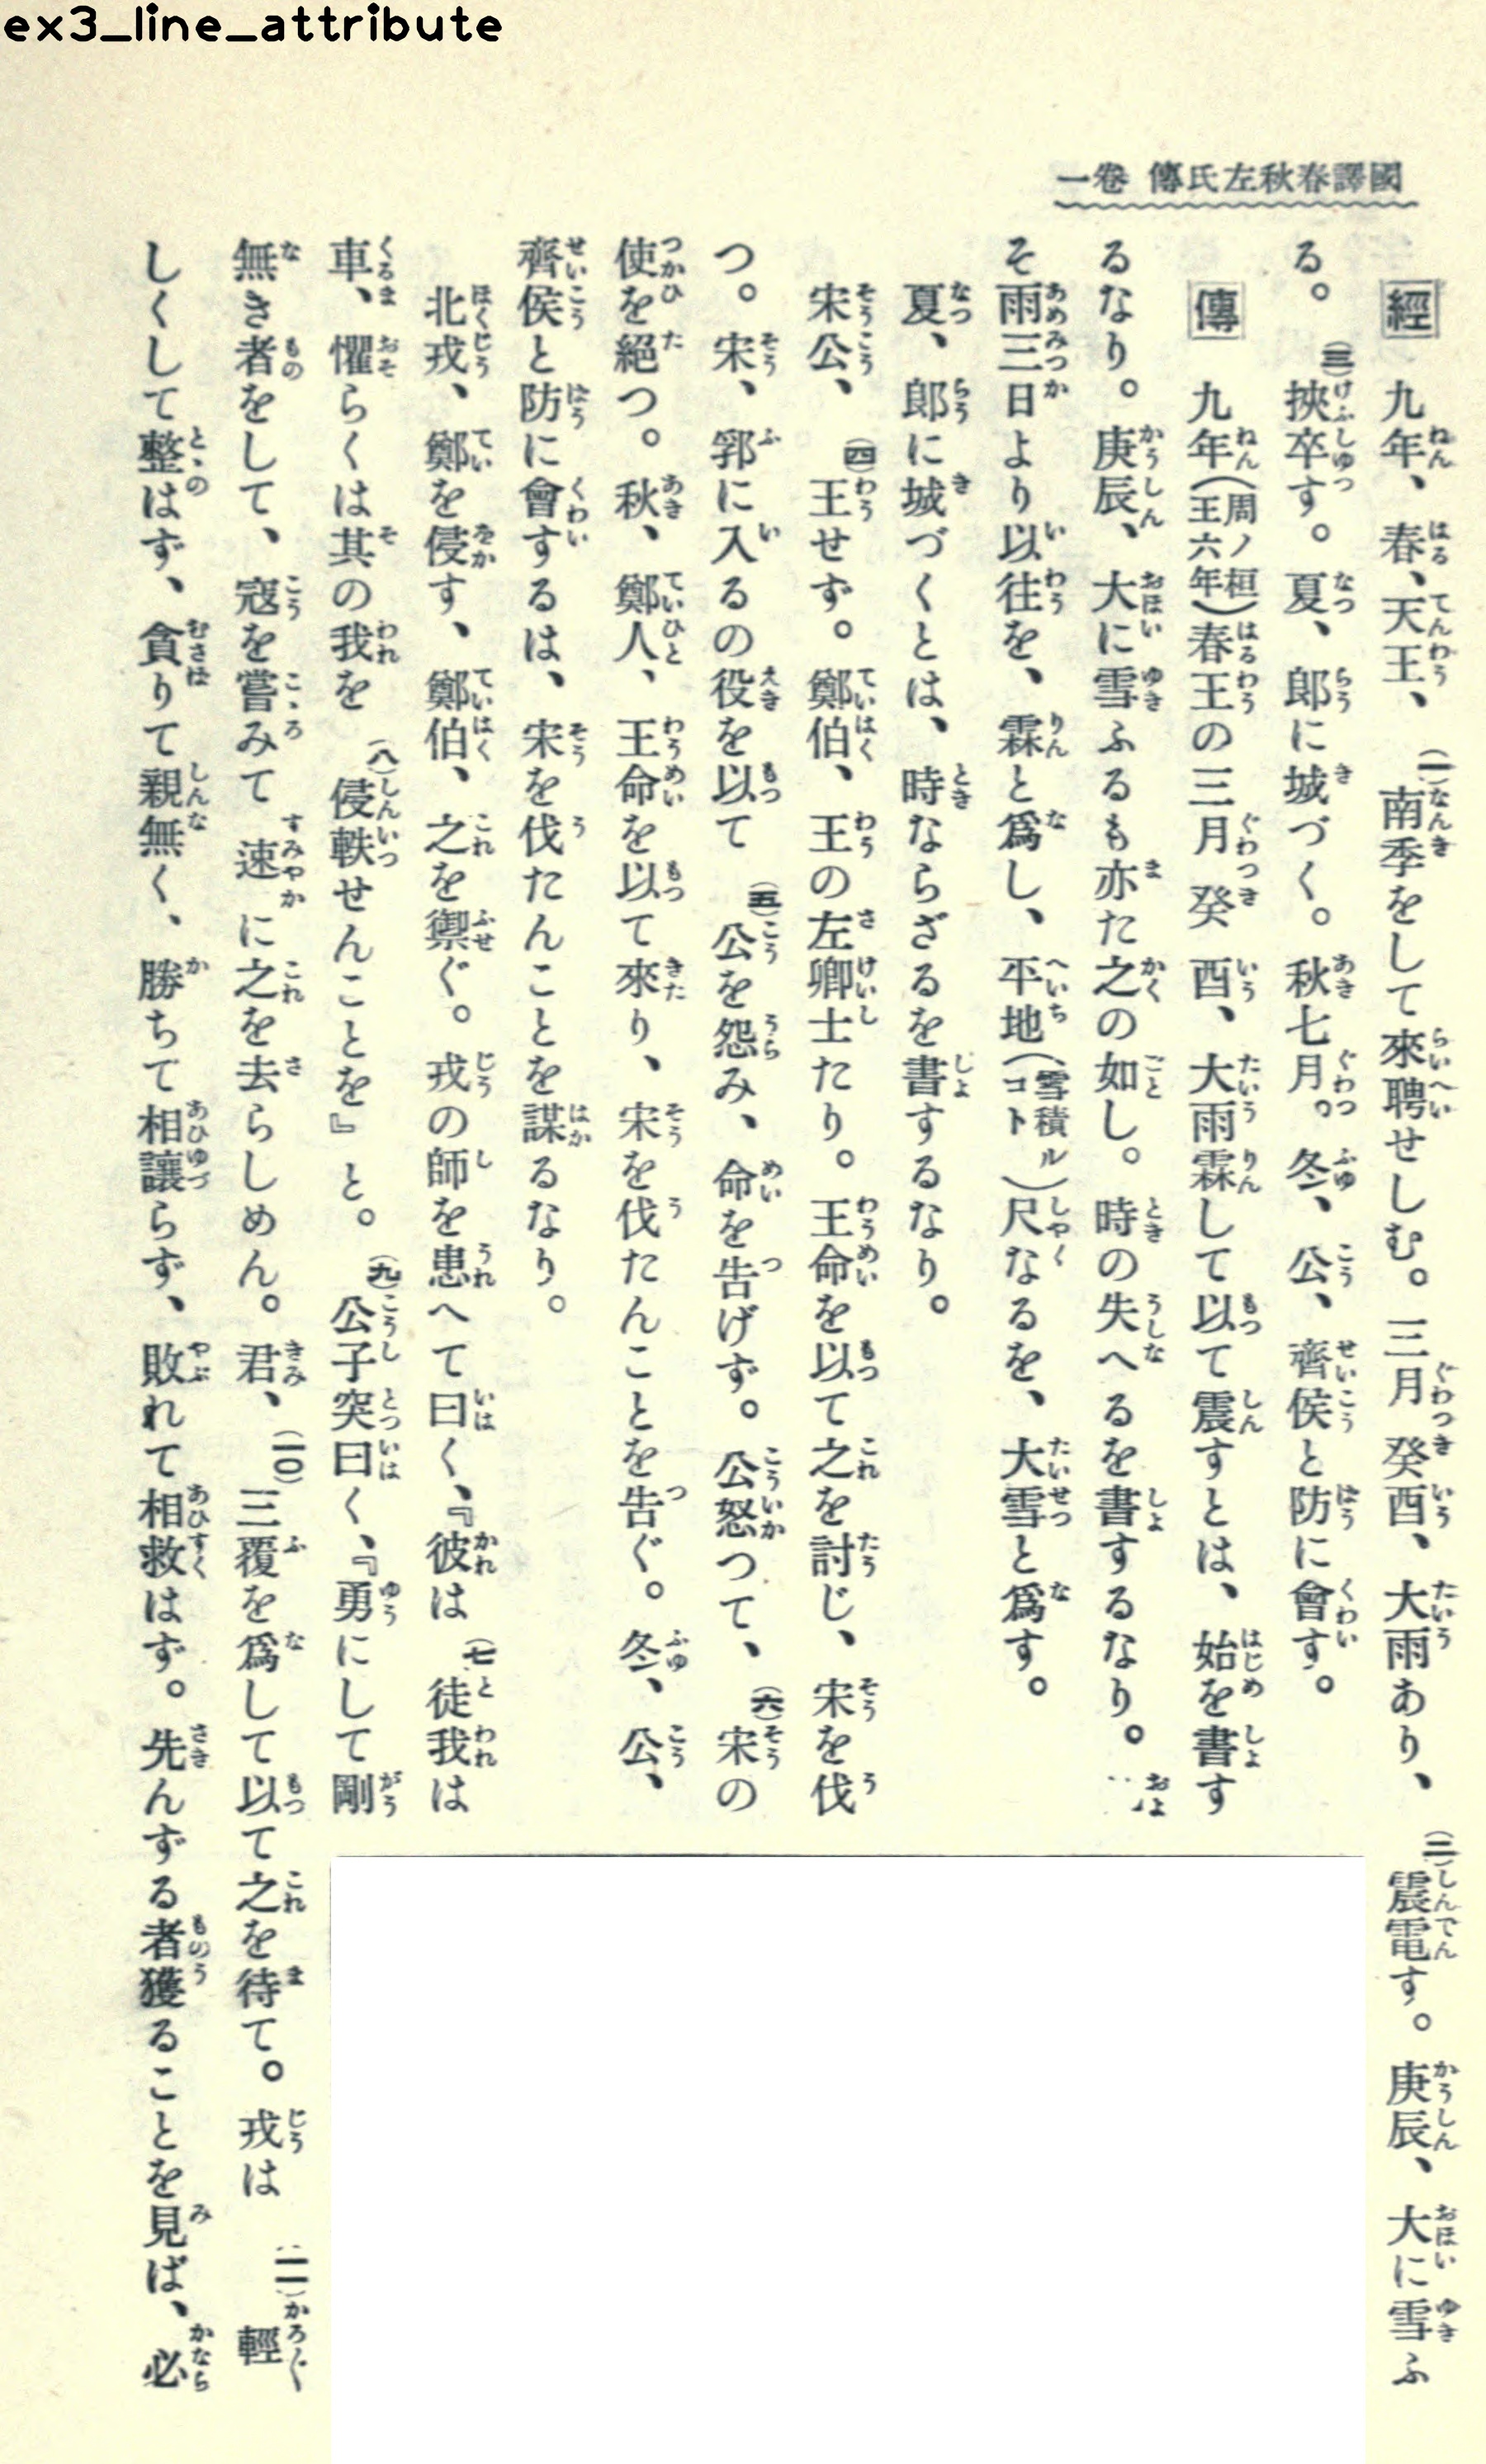 ex3_line_attribute
國譯春秋左氏傳 卷一
經 九年、春、天王、(一)南季をして來聘せしむ。三月癸酉、大雨あり、(二)震電す。庚辰、大に雪ふ
る。(三)挾卒す。夏、郎に城づく。秋七月。冬、公、齊侯と防に會す。
傳 九年(周ノ桓王六年)春王の三月癸酉、大雨霖して以て震すとは、始を書す
るなり。庚辰、大に雪ふるも亦た之の如し。時の失へるを書するなり。
そ雨三日より以往を、霖と爲し、平地(雪積ルコト)尺なるを、大雪と爲す。
夏、郎に城づくとは、時ならざるを書するなり。
宋公、(四)王せず。鄭伯、王の左卿士たり。王命を以て之を討じ、宋を伐
つ。宋、郛に入るの役を以て(五)公を怨み、命を告げず。公怒つて、(六)宋の
使を絕つ。秋、鄭人、王命を以て來り、宋を伐たんことを告ぐ。冬、公、
齊侯と防に會するは、宋を伐たんことを謀るなり。
北戎、鄭を侵す、鄭伯、之を禦ぐ。戎の師を患へて曰く、『彼は(七)徒我は
車、懼らくは其の我を(八)侵軼せんことを』と。(九)公子突曰く、『勇にして剛
無き者をして、寇を嘗みて速に之を去らしめん。君、(一〇)三覆を爲して以て之を待て。戎は(一一)輕
しくして整はず、貪りて親無く、勝ちて相讓らず、敗れて相救はず。先んずる者獲ることを見ば、必